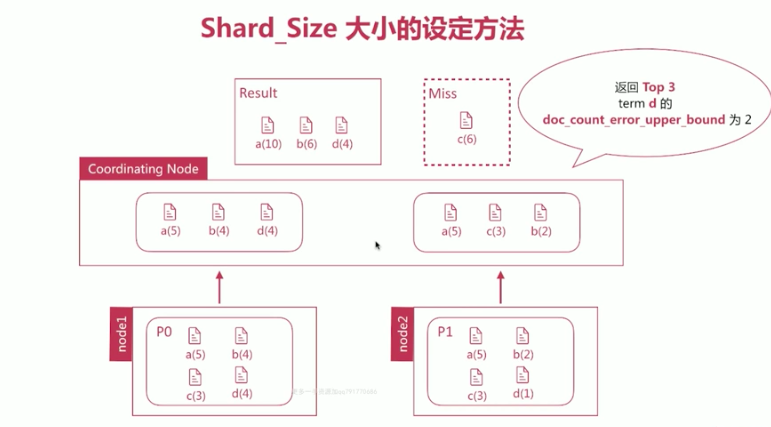 Shard_Size 大小的设定方法
Result
a(10) b(6) d(4)
Miss
c(6)
返回 Top 3
term d 的
doc_count_error_upper_bound 为 2
Coordinating Node
a(5) b(4) d(4)
a(5) c(3) b(2)
node1
P0
a(5) b(4)
c(3) d(4)
node2
P1
a(5) b(2)
c(3) d(1)